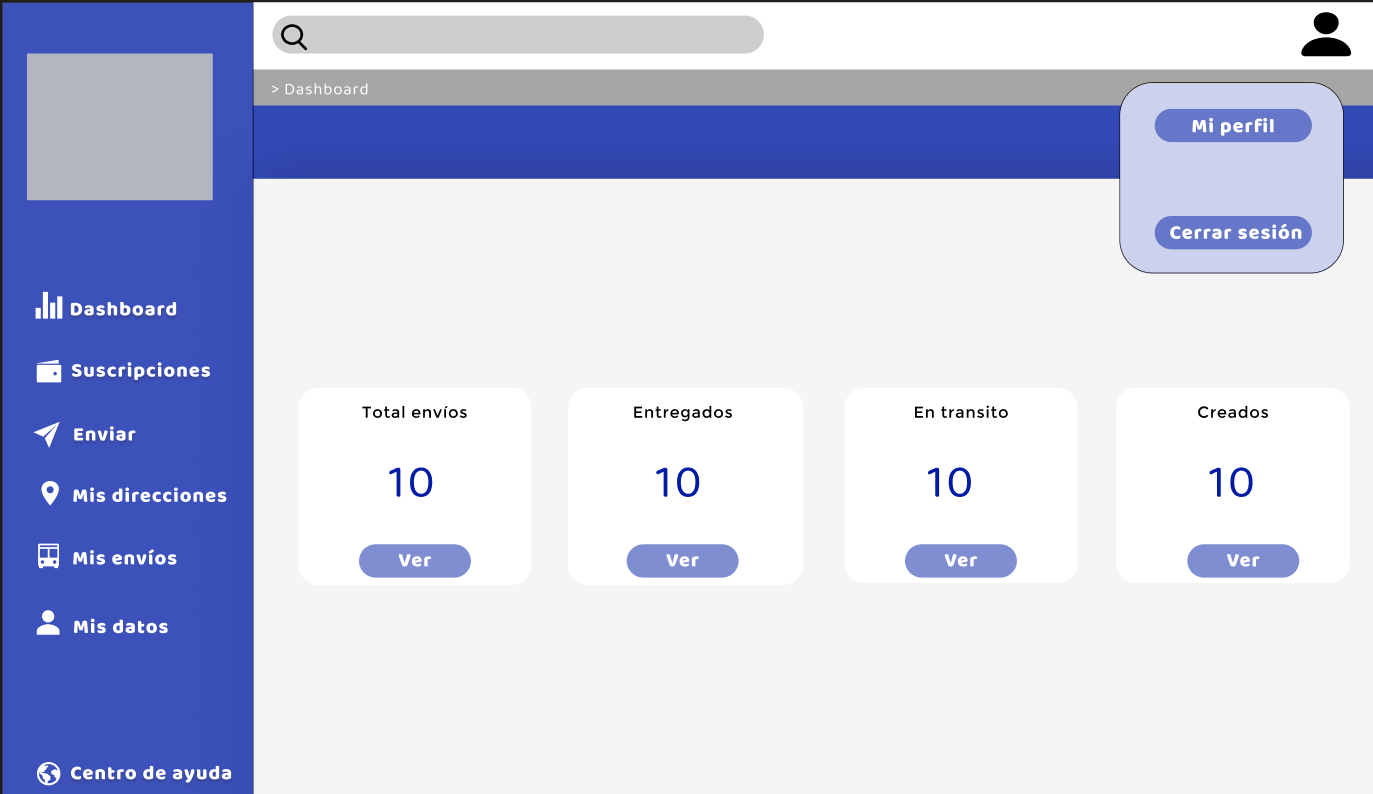 > Dashboard
Mi perfil
Cerrar sesión
Dashboard
Suscripciones
Enviar
Mis direcciones
Mis envíos
Mis datos
Centro de ayuda
Total envíos
10
Ver
Entregados
10
Ver
En transito
10
Ver
Creados
10
Ver